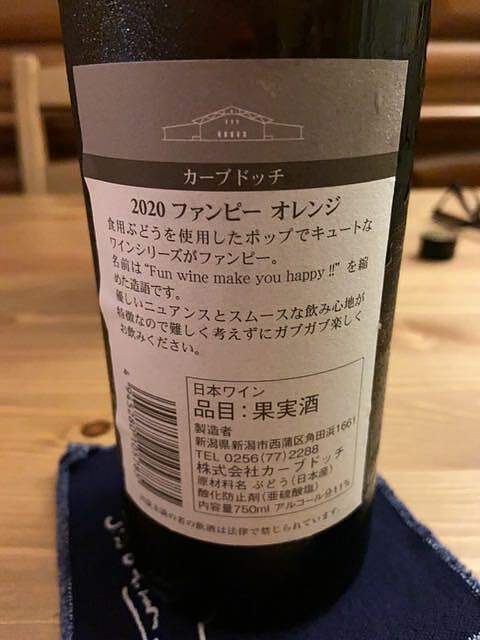 カーブドッチ
2020 ファンピー オレンジ
食用ぶどうを使用したポップでキュートな
ワインシリーズがファンピー。
名前は“Fun wine make you happy !!”を縮
めた造語です。
優しいニュアンスとスムースな飲み心地が
特徴なので難しく考えずにガブガブ楽しく
お飲みください。
日本ワイン
品目:果実酒
製造者
新潟県新潟市西蒲区角田浜1661
TEL 0256(77)2288
株式会社カーブドッチ
原材料名 ぶどう(日本産)
酸化防止剤(亜硫酸塩)
内容量750ml アルコール分11%
歳未満の者の飲酒は法律で禁じられています。